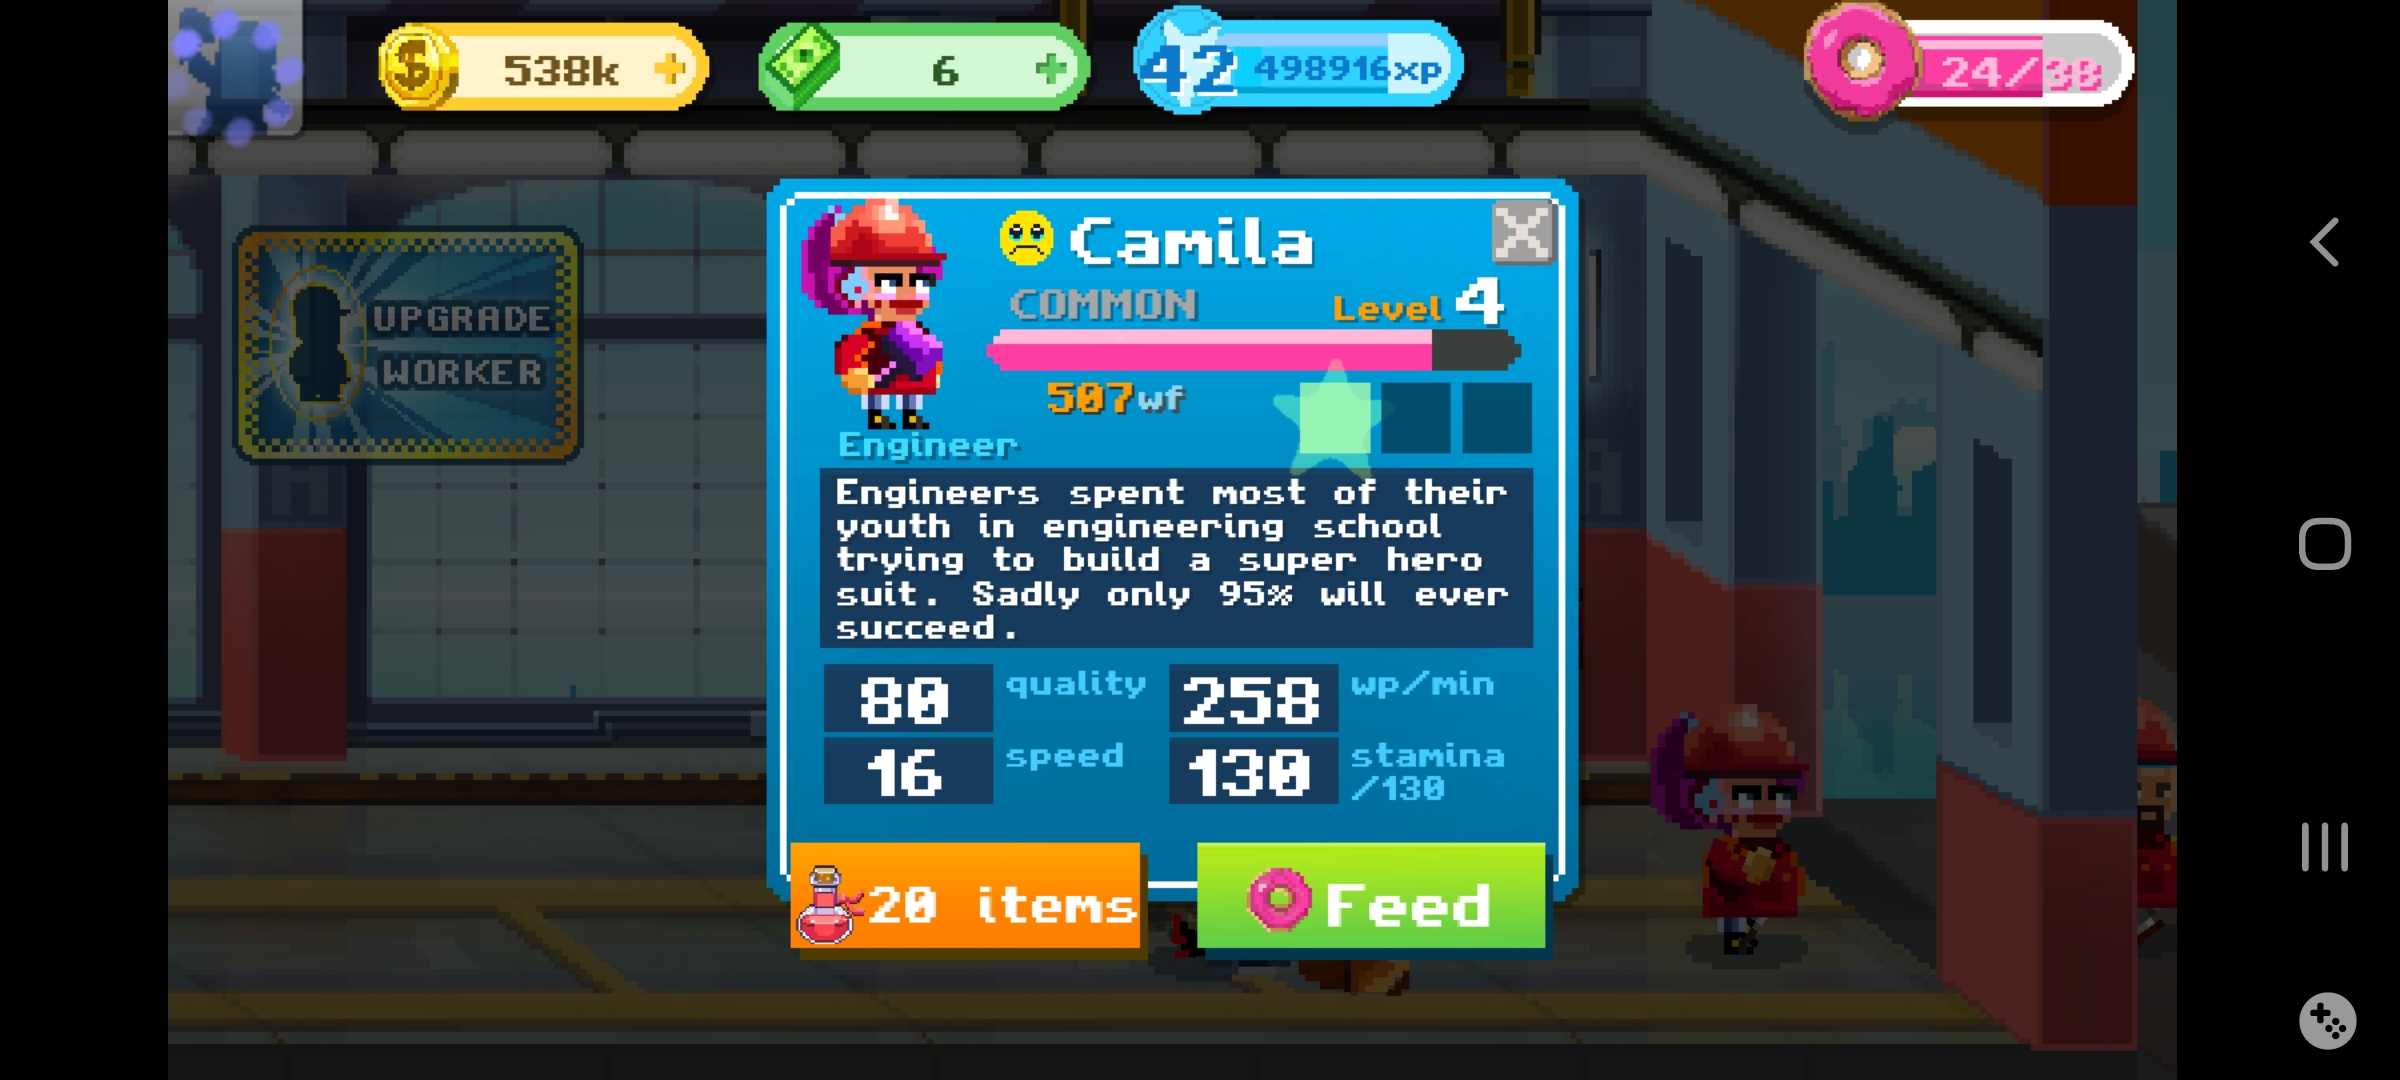 538k
6
42 498916xp
24/30
UPGRADE
WORKER
Camila
COMMON
Level 4
507wf
Engineer
Engineers spent most of their
youth in engineering school
trying to build a super hero
suit. Sadly only 95% will ever
succeed.
80 quality
258 wp/min
16 speed
130 stamina
/130
20 items
Feed